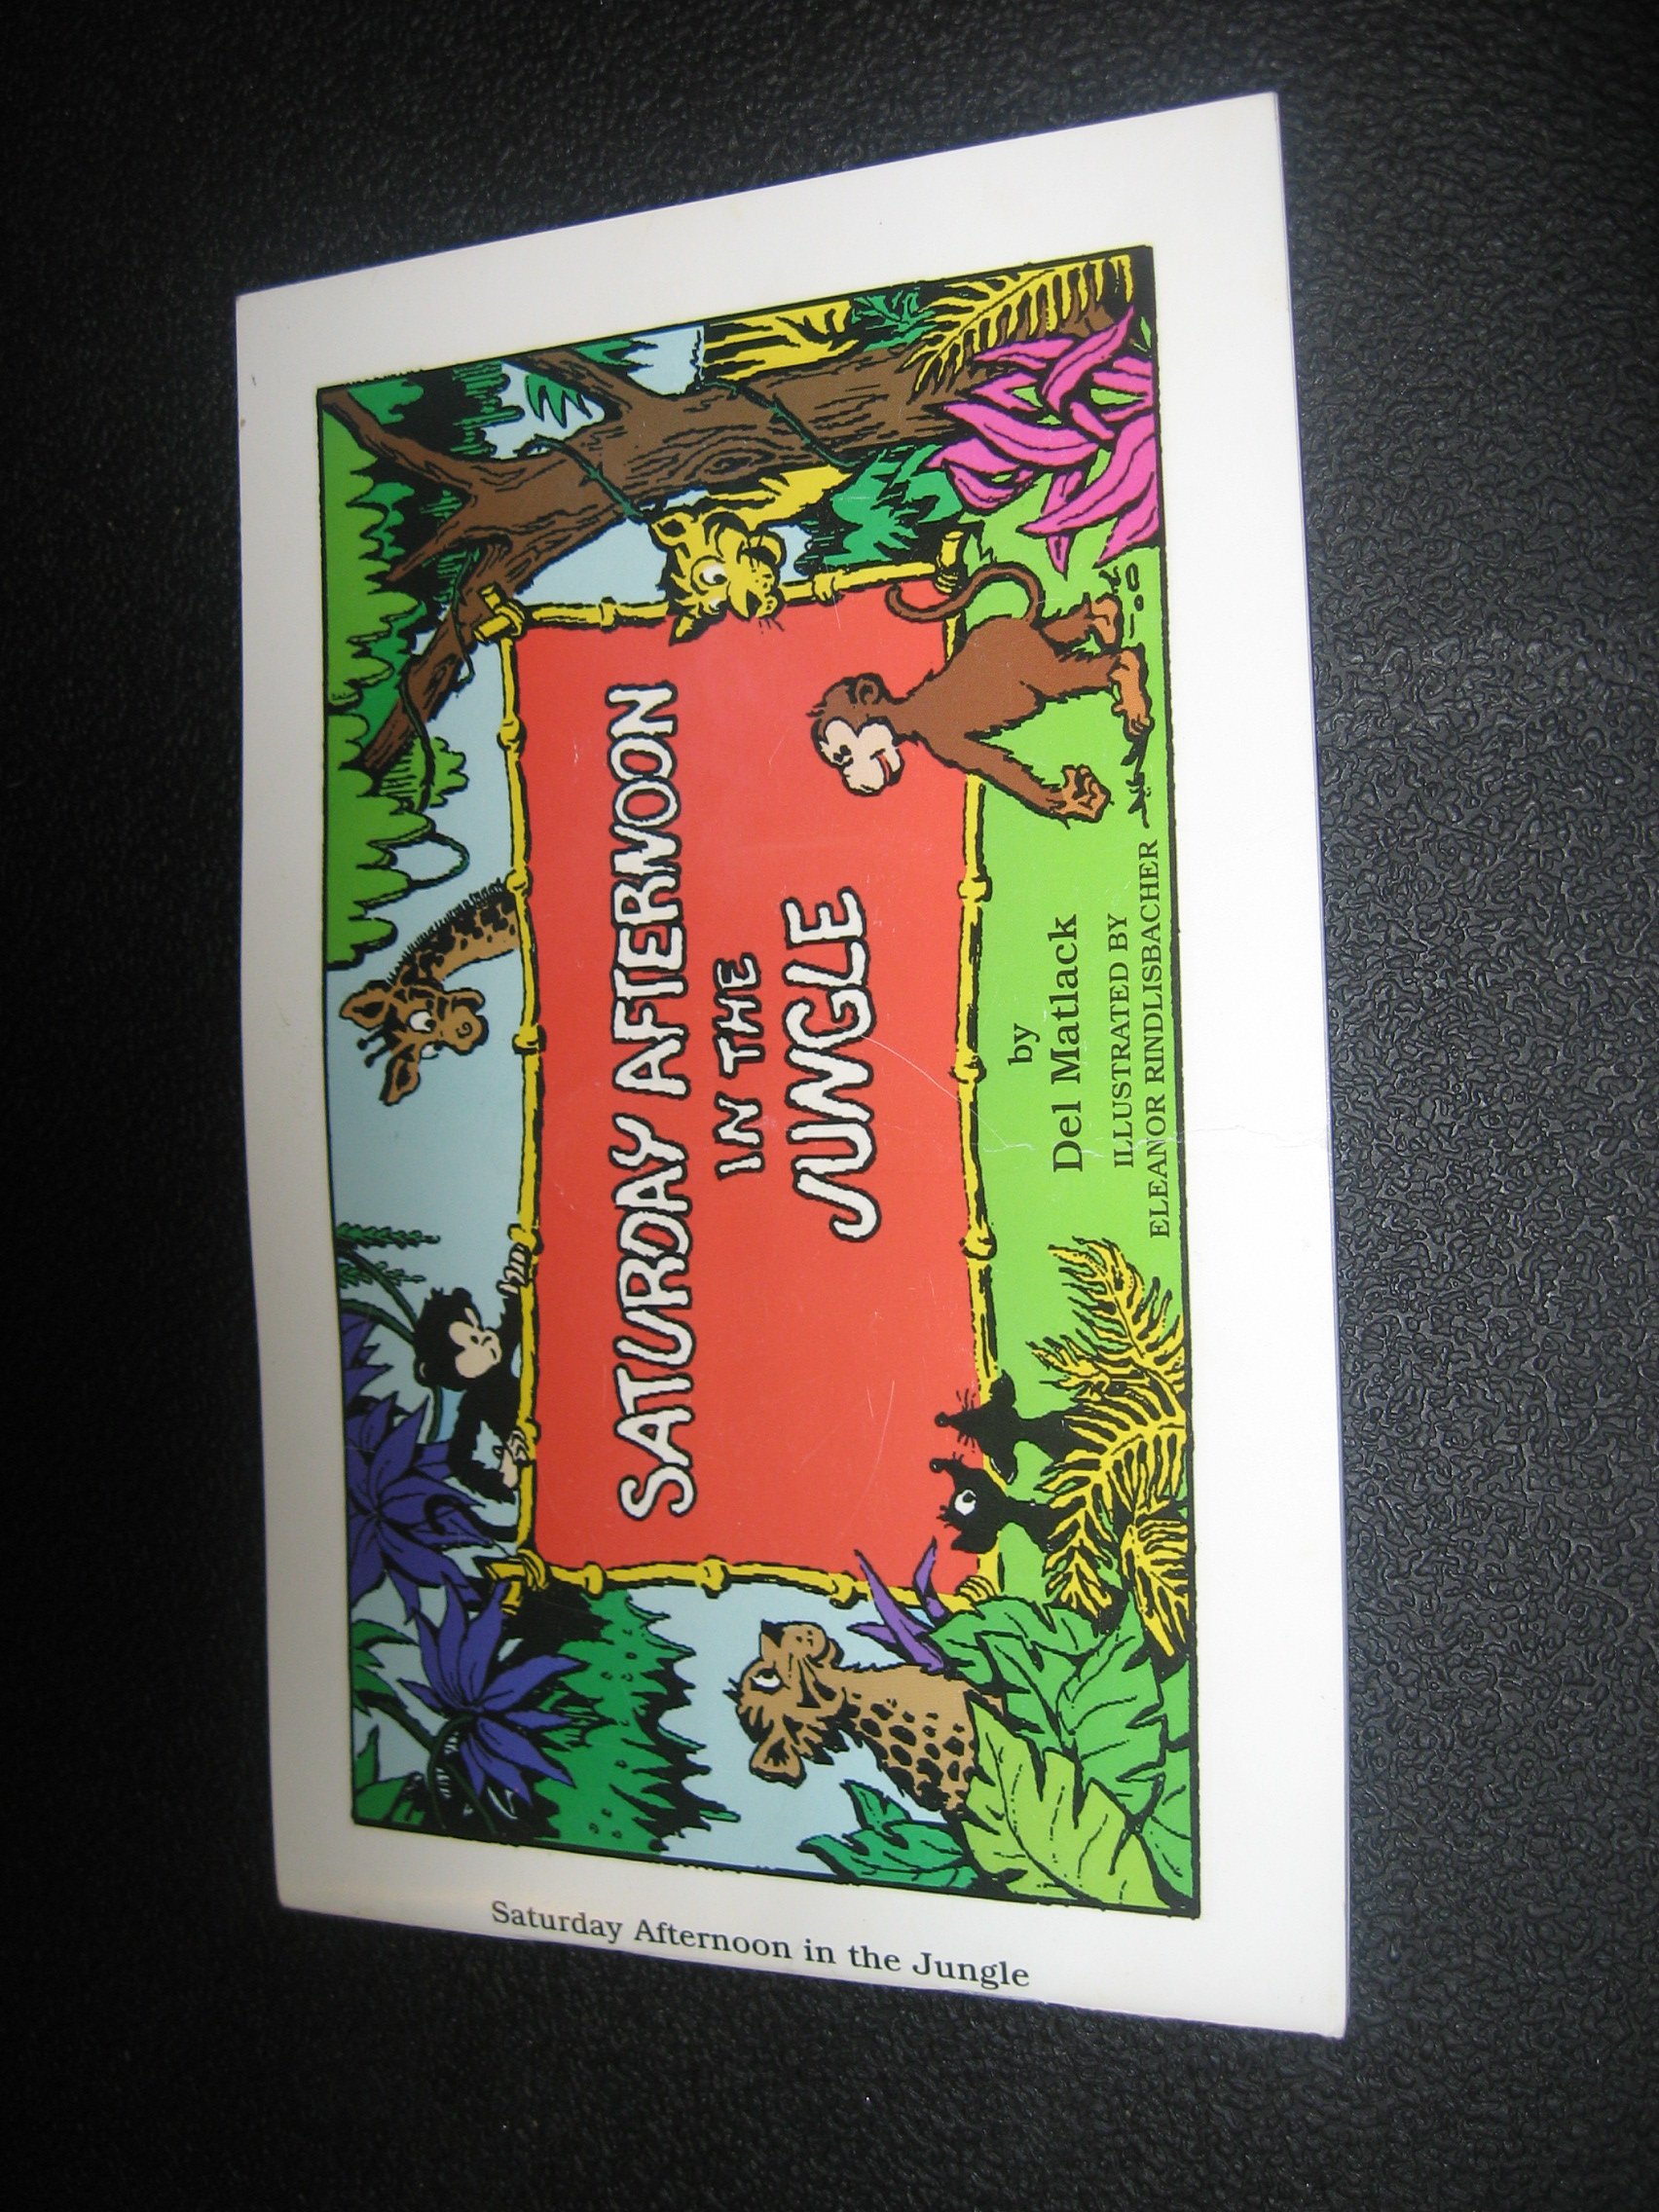 SATURDAY AFTERNOON
IN THE
JUNGLE
by
Del Matlack
ILLUSTRATED BY
ELEANOR RINDLISBACHER
Saturday Afternoon in the Jungle